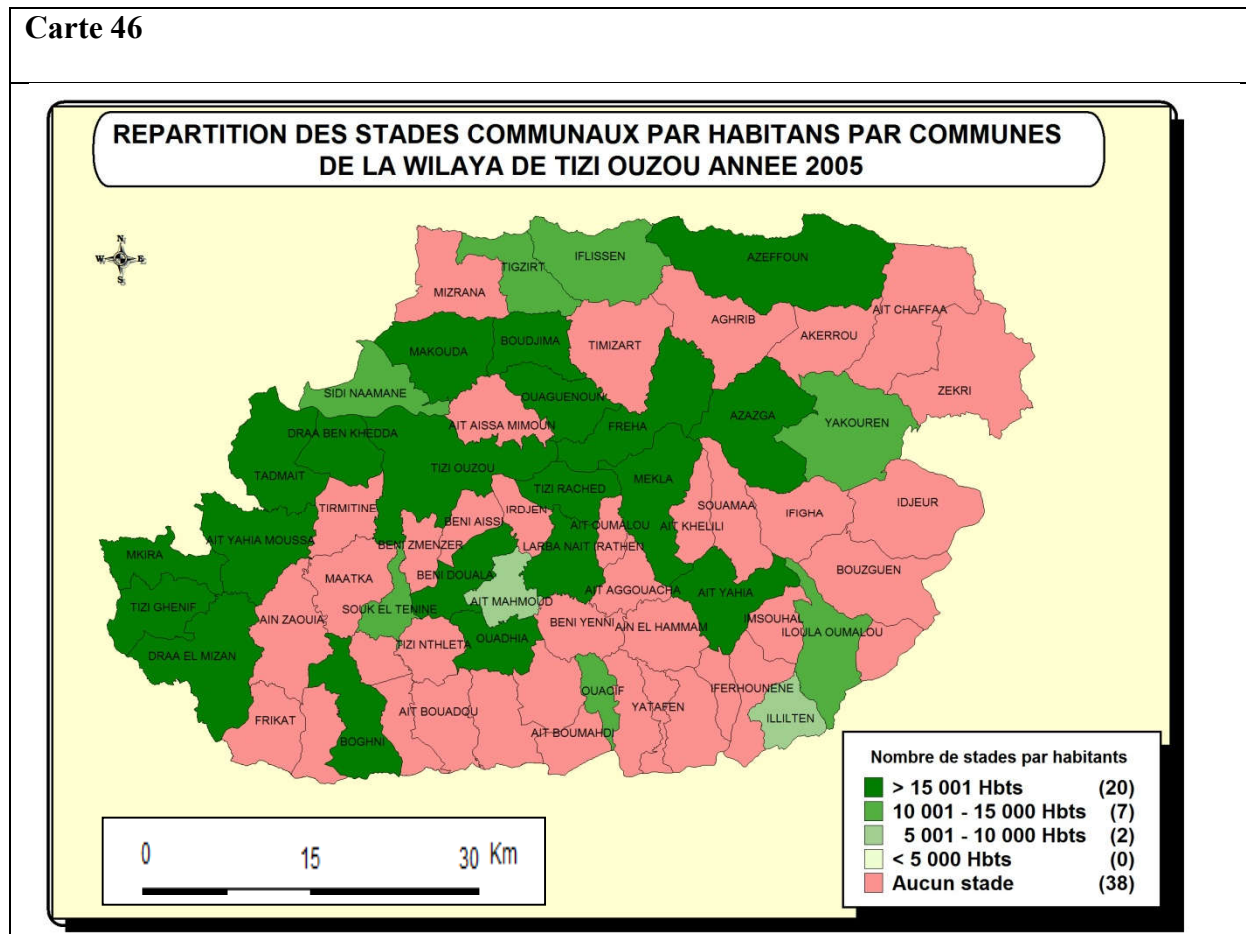 Carte 46
REPARTITION DES STADES COMMUNAUX PAR HABITANS PAR COMMUNES
DE LA WILAYA DE TIZI OUZOU ANNEE 2005
N
W E
S
IFLISSEN
AZEFFOUN
TIGZIRT
MIZRANA
AIT CHAFFAA
AGHRIB
AKERROU
BOUDJIMA
TIMIZART
MAKOUDA
ZEKRI
SIDI NAAMANE
OUAGUENOUN
AZAZGA
YAKOUREN
AIT AISSA MIMOUN
FREHA
DRAA BEN KHEDDA
TIZI OUZOU
TADMAIT
MEKLA
TIZI RACHED
SOUAMAA
IDJEUR
TIRMITINE
IRDJEN
IFIGHA
BENI AISSI
AIT OUMALOU
AIT KHELILI
AIT YAHIA MOUSSA
BENI ZMENZER
LARBA NAIT IRATHEN
MKIRA
BENI DOUALA
MAATKA
BOUZGUEN
AIT AGGOUACHA
AIT YAHIA
TIZI GHENIF
SOUK EL TENINE
AIT MAHMOUD
IMSOUHAL
AIN ZAOUIA
BENI YENNI
AIN EL HAMMAM
ILOULA OUMALOU
TIZI NTHLETA
OUADHIA
DRAA EL MIZAN
OUACIF
IFERHOUNENE
YATAFEN
AIT BOUADOU
FRIKAT
ILLILTEN
AIT BOUMAHDI
BOGHNI
Nombre de stades par habitants
> 15 001 Hbts (20)
10 001 - 15 000 Hbts (7)
5 001 - 10 000 Hbts (2)
< 5 000 Hbts (0)
Aucun stade (38)
0 15 30 Km